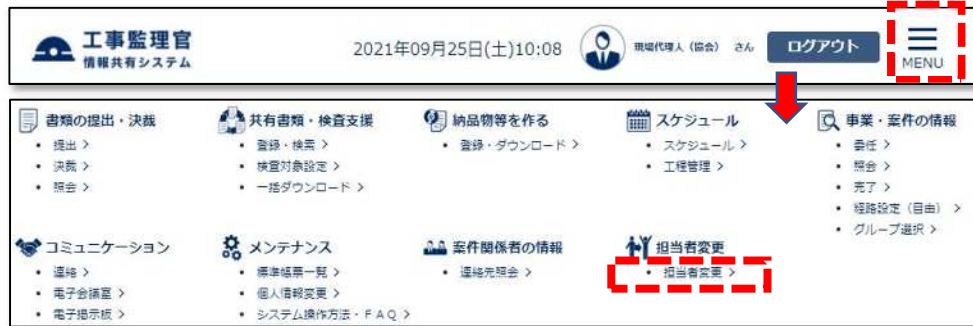 工事監理官
情報共有システム
2021年09月25日(土)10:08
現場代理人（協会） さん
ログアウト
MENU
書類の提出・決裁
・ 提出 >
・ 決裁 >
・ 照会 >
共有書類・検査支援
・ 登録・検索 >
・ 検査対象設定 >
・ 一括ダウンロード >
納品物等を作る
・ 登録・ダウンロード >
スケジュール
・ スケジュール >
・ 工程管理 >
事業・案件の情報
・ 委任 >
・ 照会 >
・ 完了 >
・ 経路設定（自由） >
・ グループ選択 >
コミュニケーション
・ 連絡 >
・ 電子会議室 >
・ 電子掲示板 >
メンテナンス
・ 標準帳票一覧 >
・ 個人情報変更 >
・ システム操作方法・FAQ >
案件関係者の情報
・ 連絡先照会 >
担当者変更
・ 担当者変更 >